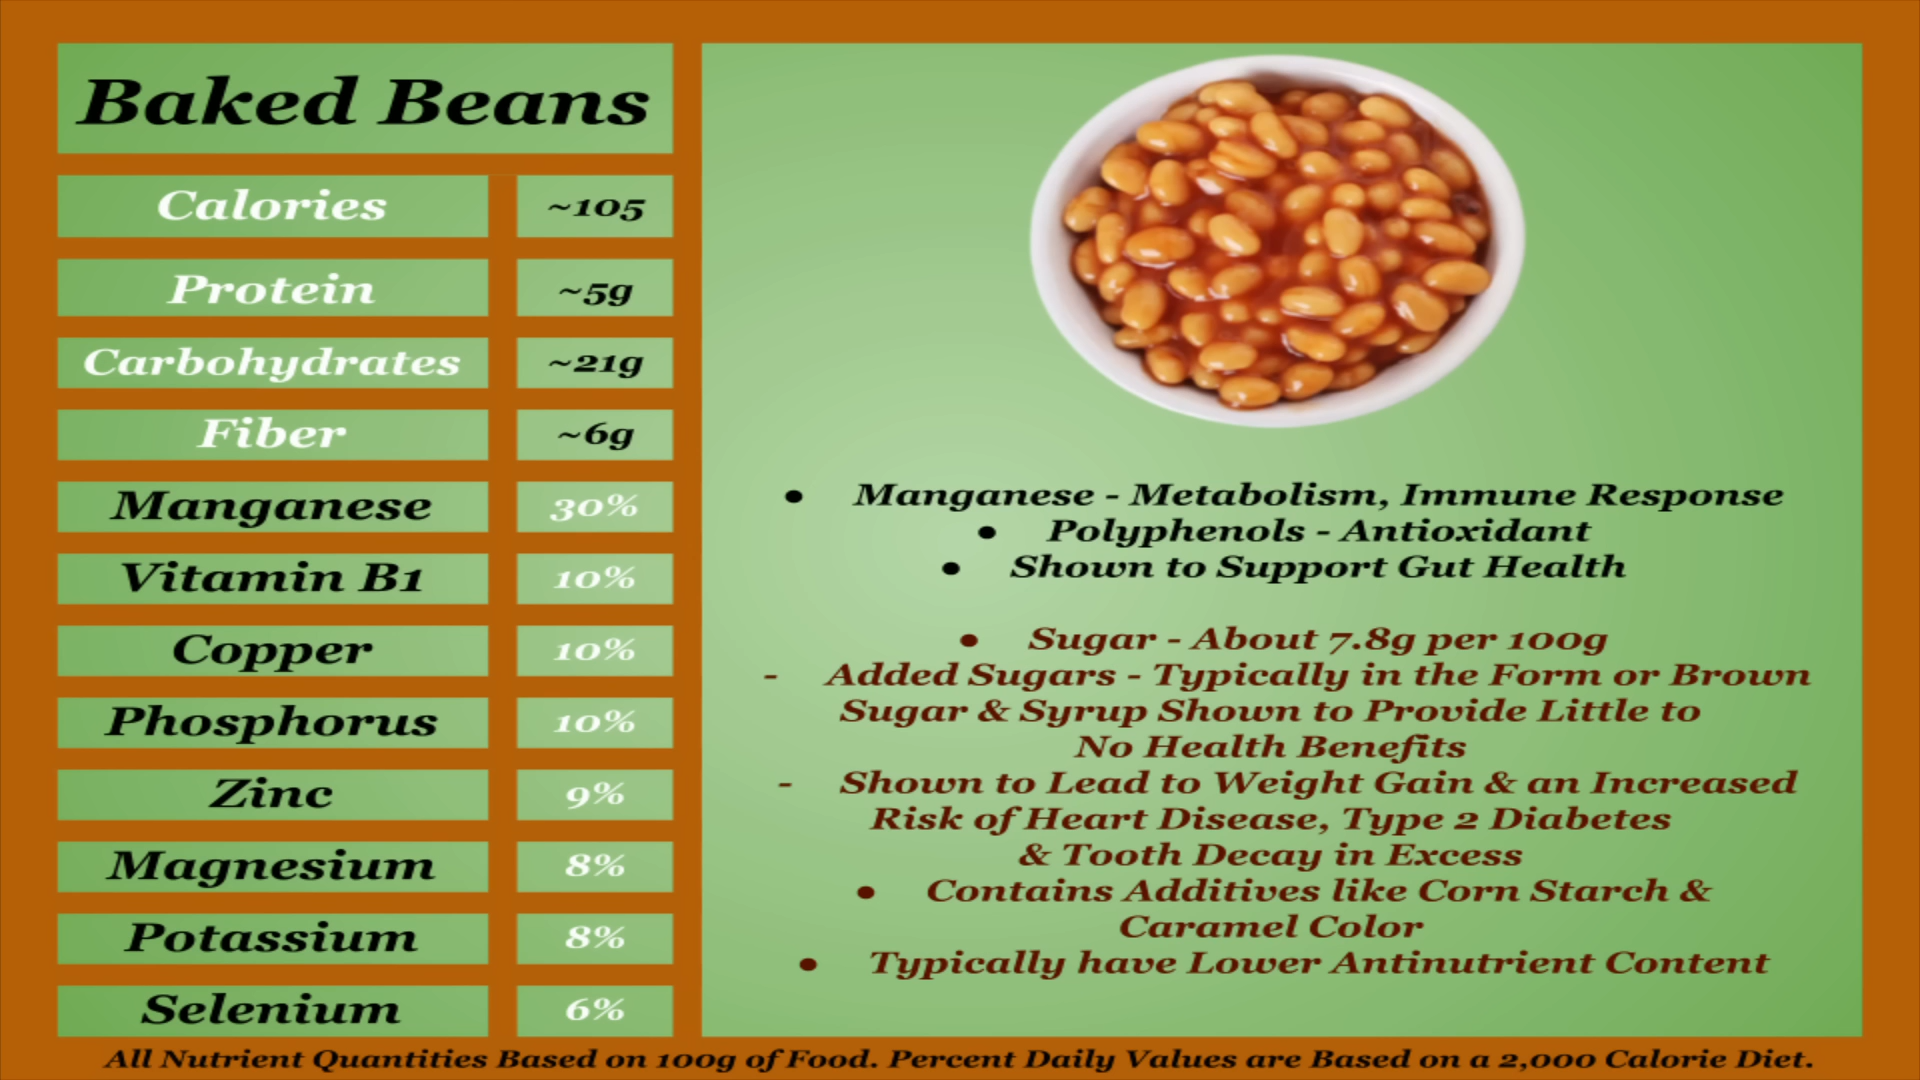 Baked Beans
Calories ~105
Protein ~5g
Carbohydrates ~21g
Fiber ~6g
Manganese 30%
Vitamin B1 10%
Copper 10%
Phosphorus 10%
Zinc 9%
Magnesium 8%
Potassium 8%
Selenium 6%
● Manganese - Metabolism, Immune Response
● Polyphenols - Antioxidant
● Shown to Support Gut Health
● Sugar - About 7.8g per 100g
- Added Sugars - Typically in the Form or Brown
Sugar & Syrup Shown to Provide Little to
No Health Benefits
- Shown to Lead to Weight Gain & an Increased
Risk of Heart Disease, Type 2 Diabetes
& Tooth Decay in Excess
● Contains Additives like Corn Starch &
Caramel Color
● Typically have Lower Antinutrient Content
All Nutrient Quantities Based on 100g of Food. Percent Daily Values are Based on a 2,000 Calorie Diet.